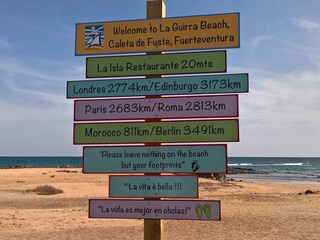 Welcome to La Guirra Beach,
Caleta de Fuste, Fuerteventura
La Isla Restaurante 20mts
Londres 2774km/Edinburgo 3173km
Paris 2683km/Roma 2813km
Morocco 811km/Berlin 3491km
"Please leave nothing on the beach
but your footprints"
"La vita è bella !!!"
"La vida es mejor en cholas!"